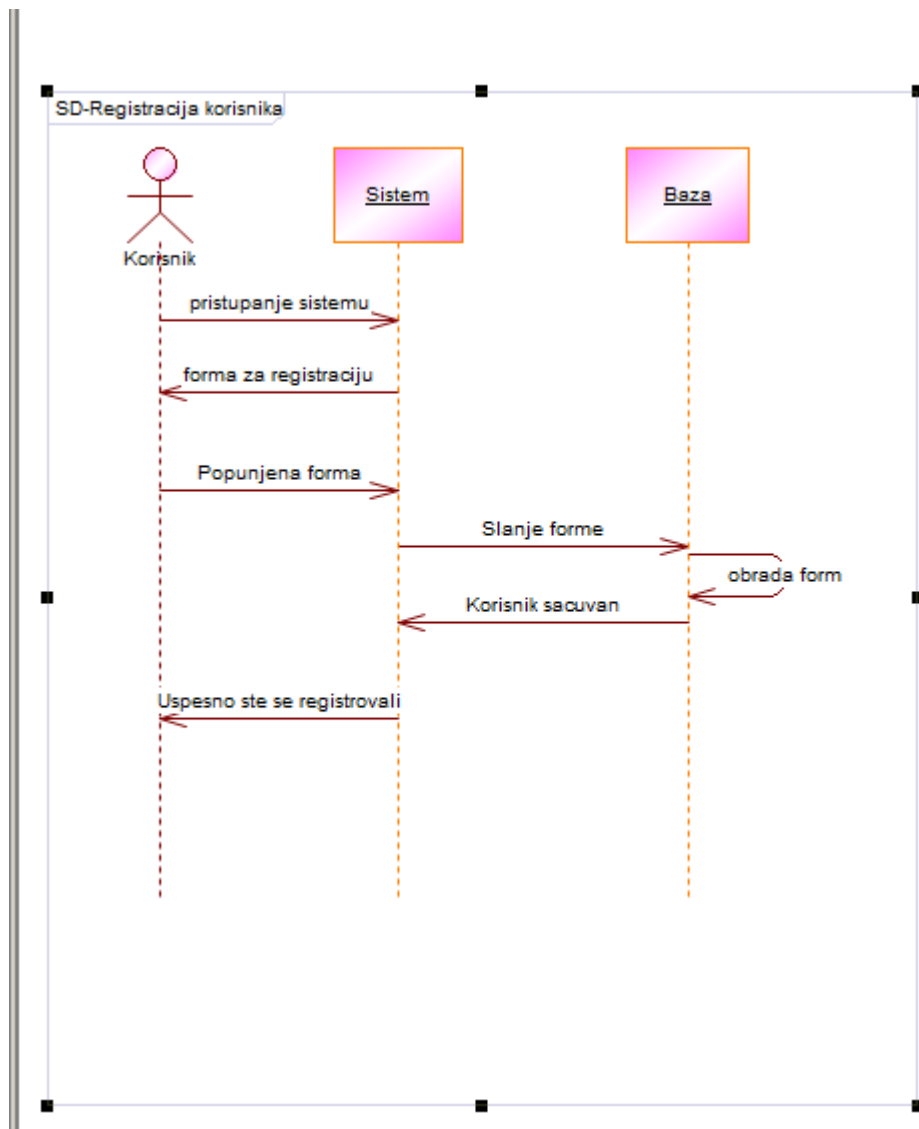 SD-Registracija korisnika
Sistem
Baza
Korisnik
pristupanje sistemu
forma za registraciju
Popunjena forma
Slanje forme
obrada form
Korisnik sacuvan
Uspesno ste se registrovali